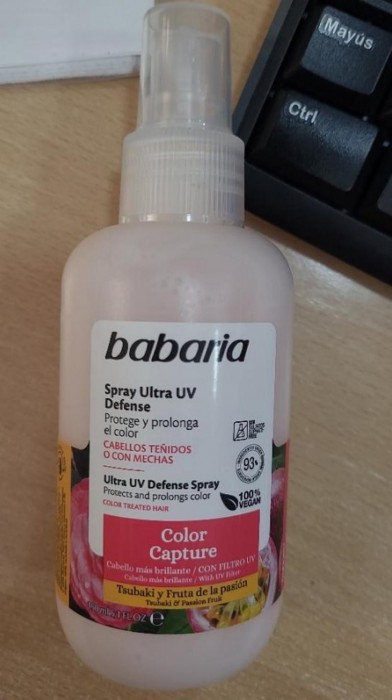 Mayús
Ctrl
babaria
Spray Ultra UV
Defense
Protege y prolonga
el color
CABELLOS TEÑIDOS
O CON MECHAS
Ultra UV Defense Spray
Protects and prolongs color
COLOR TREATED HAIR
93%
100%
VEGAN
Color
Capture
Cabello más brillante / CON FILTRO UV
Cabello más brillante / With UV Filter
Tsubaki y Fruta de la pasión
Tsubaki & Passion Fruit
FL OZ